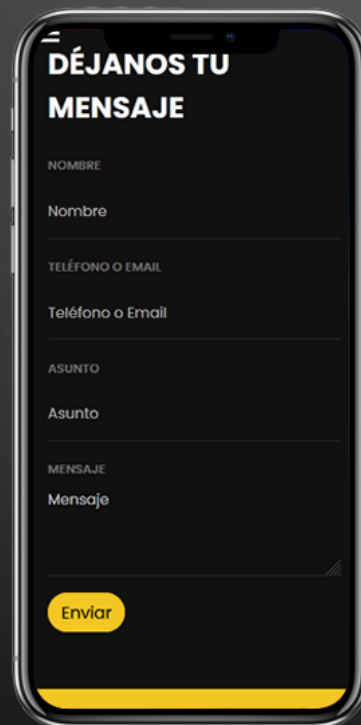 DÉJANOS TU
MENSAJE
NOMBRE
Nombre
TELÉFONO O EMAIL
Teléfono o Email
ASUNTO
Asunto
MENSAJE
Mensaje
Enviar